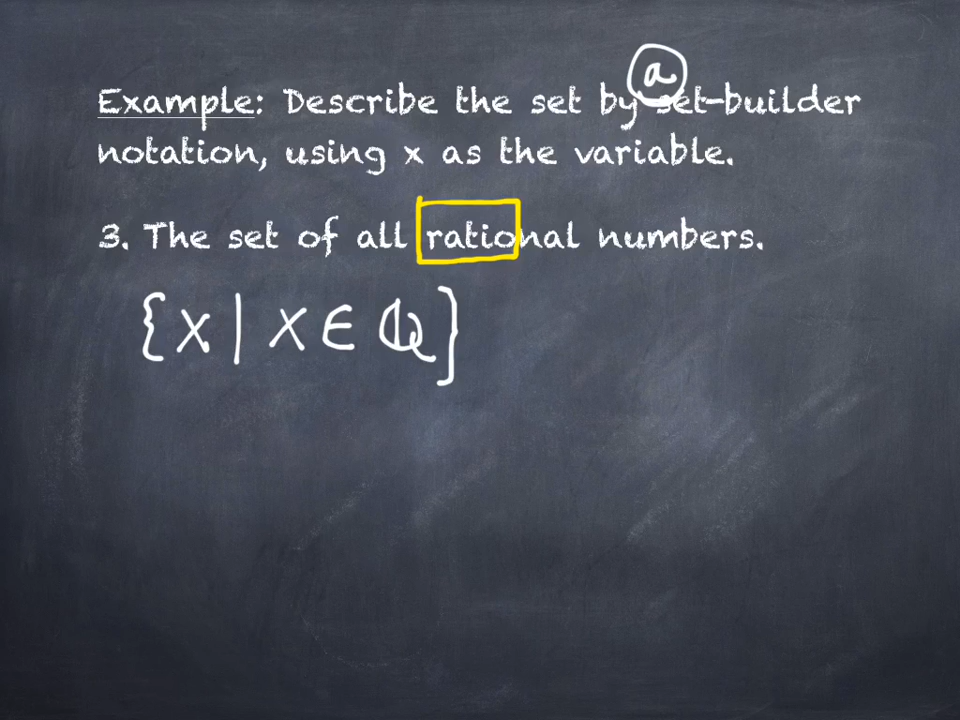 a
Example: Describe the set by set-builder
notation, using x as the variable.
3. The set of all rational numbers.
{x | x ∈ ℚ}